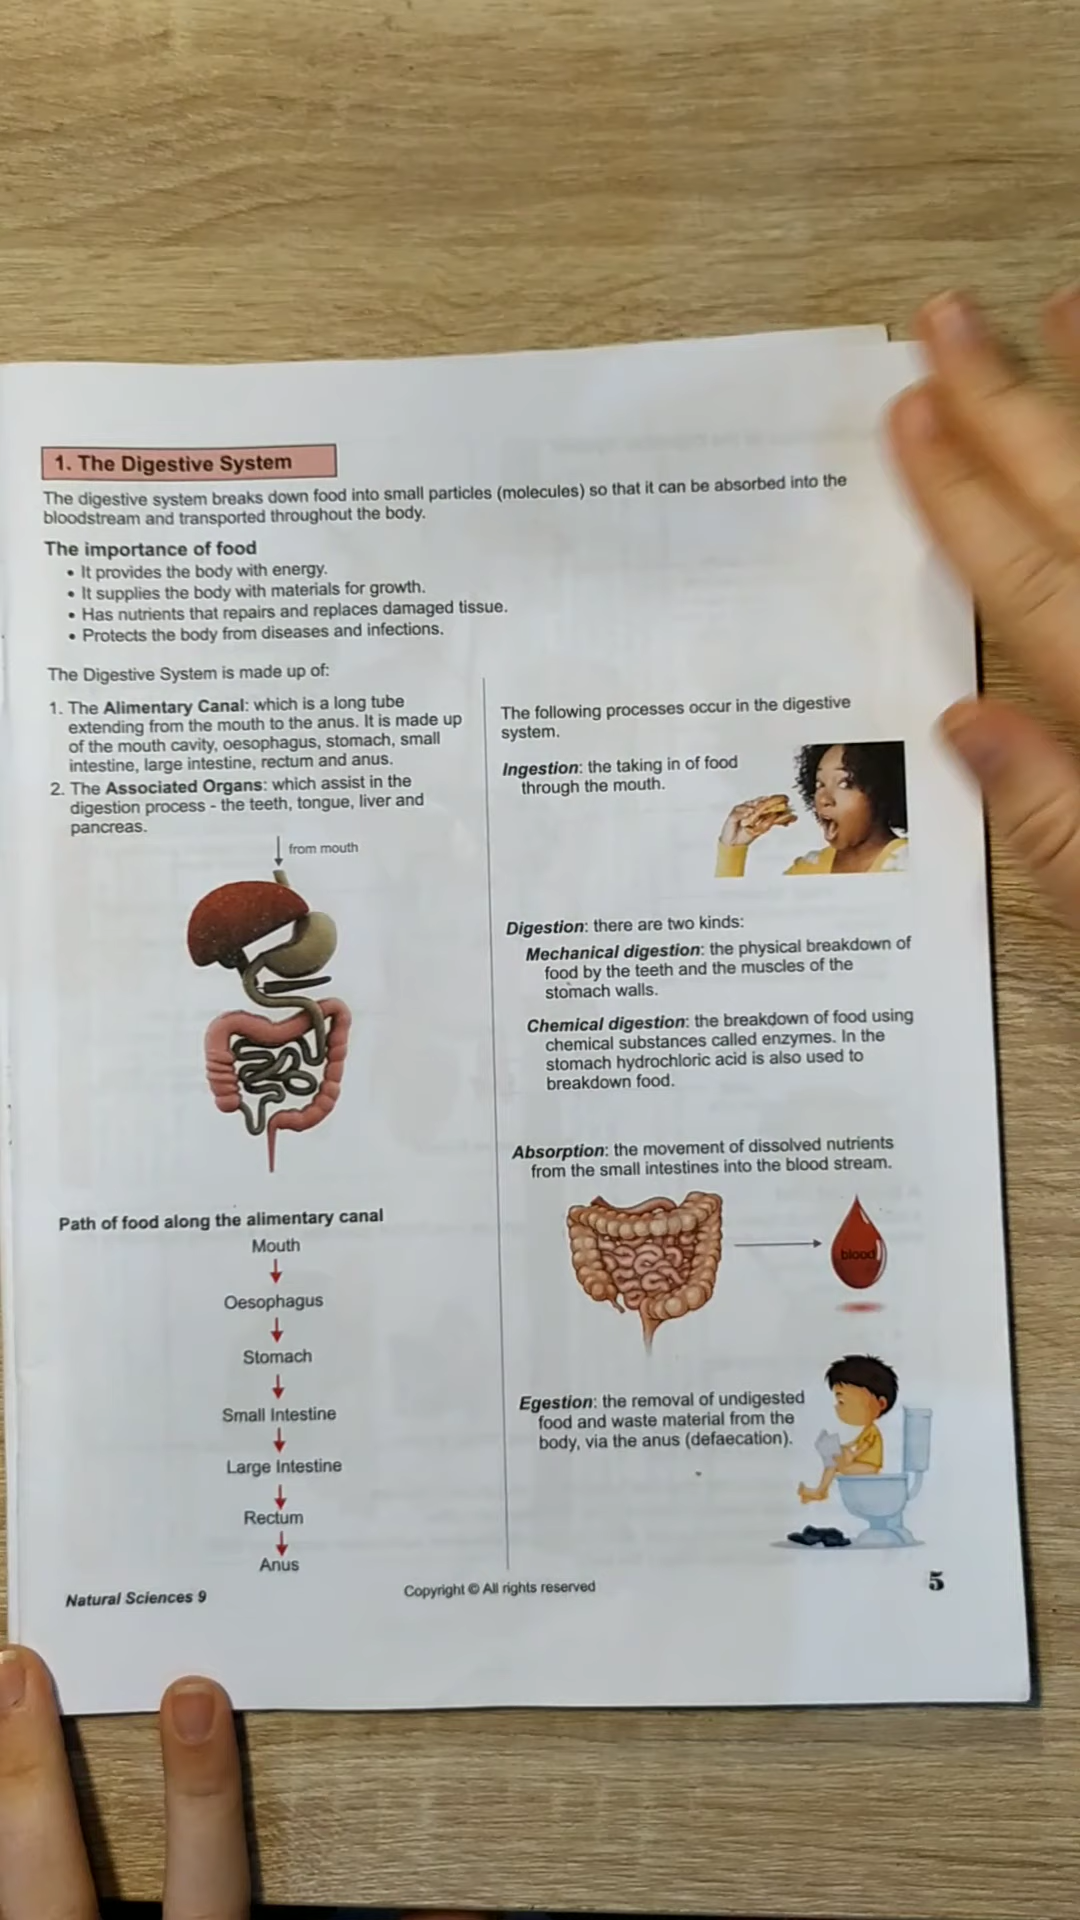 1. The Digestive System
The digestive system breaks down food into small particles (molecules) so that it can be absorbed into the
bloodstream and transported throughout the body.
The importance of food
• It provides the body with energy.
• It supplies the body with materials for growth.
• Has nutrients that repairs and replaces damaged tissue.
• Protects the body from diseases and infections.
The Digestive System is made up of:
1. The Alimentary Canal: which is a long tube
extending from the mouth to the anus. It is made up
of the mouth cavity, oesophagus, stomach, small
intestine, large intestine, rectum and anus.
2. The Associated Organs: which assist in the
digestion process - the teeth, tongue, liver and
pancreas.
from mouth
Path of food along the alimentary canal
Mouth
Oesophagus
Stomach
Small Intestine
Large Intestine
Rectum
Anus
The following processes occur in the digestive
system.
Ingestion: the taking in of food
through the mouth.
Digestion: there are two kinds:
Mechanical digestion: the physical breakdown of
food by the teeth and the muscles of the
stomach walls.
Chemical digestion: the breakdown of food using
chemical substances called enzymes. In the
stomach hydrochloric acid is also used to
breakdown food.
Absorption: the movement of dissolved nutrients
from the small intestines into the blood stream.
blood
Egestion: the removal of undigested
food and waste material from the
body, via the anus (defaecation).
Natural Sciences 9
Copyright © All rights reserved
5